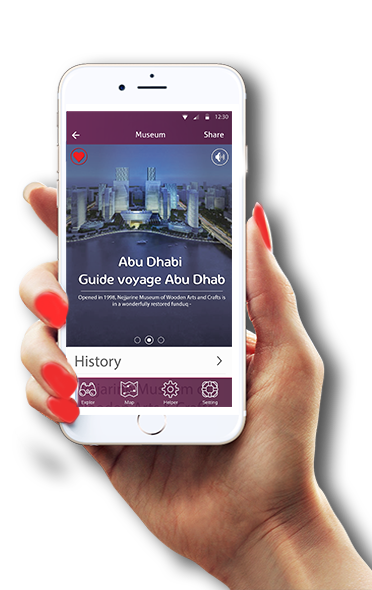 12:30
Museum
Share
Abu Dhabi
Guide voyage Abu Dhab
Opened in 1998, Nejjarine Museum of Wooden Arts and Crafts is
in a wonderfully restored funduq -
History
Explor
Map
Helper
Setting